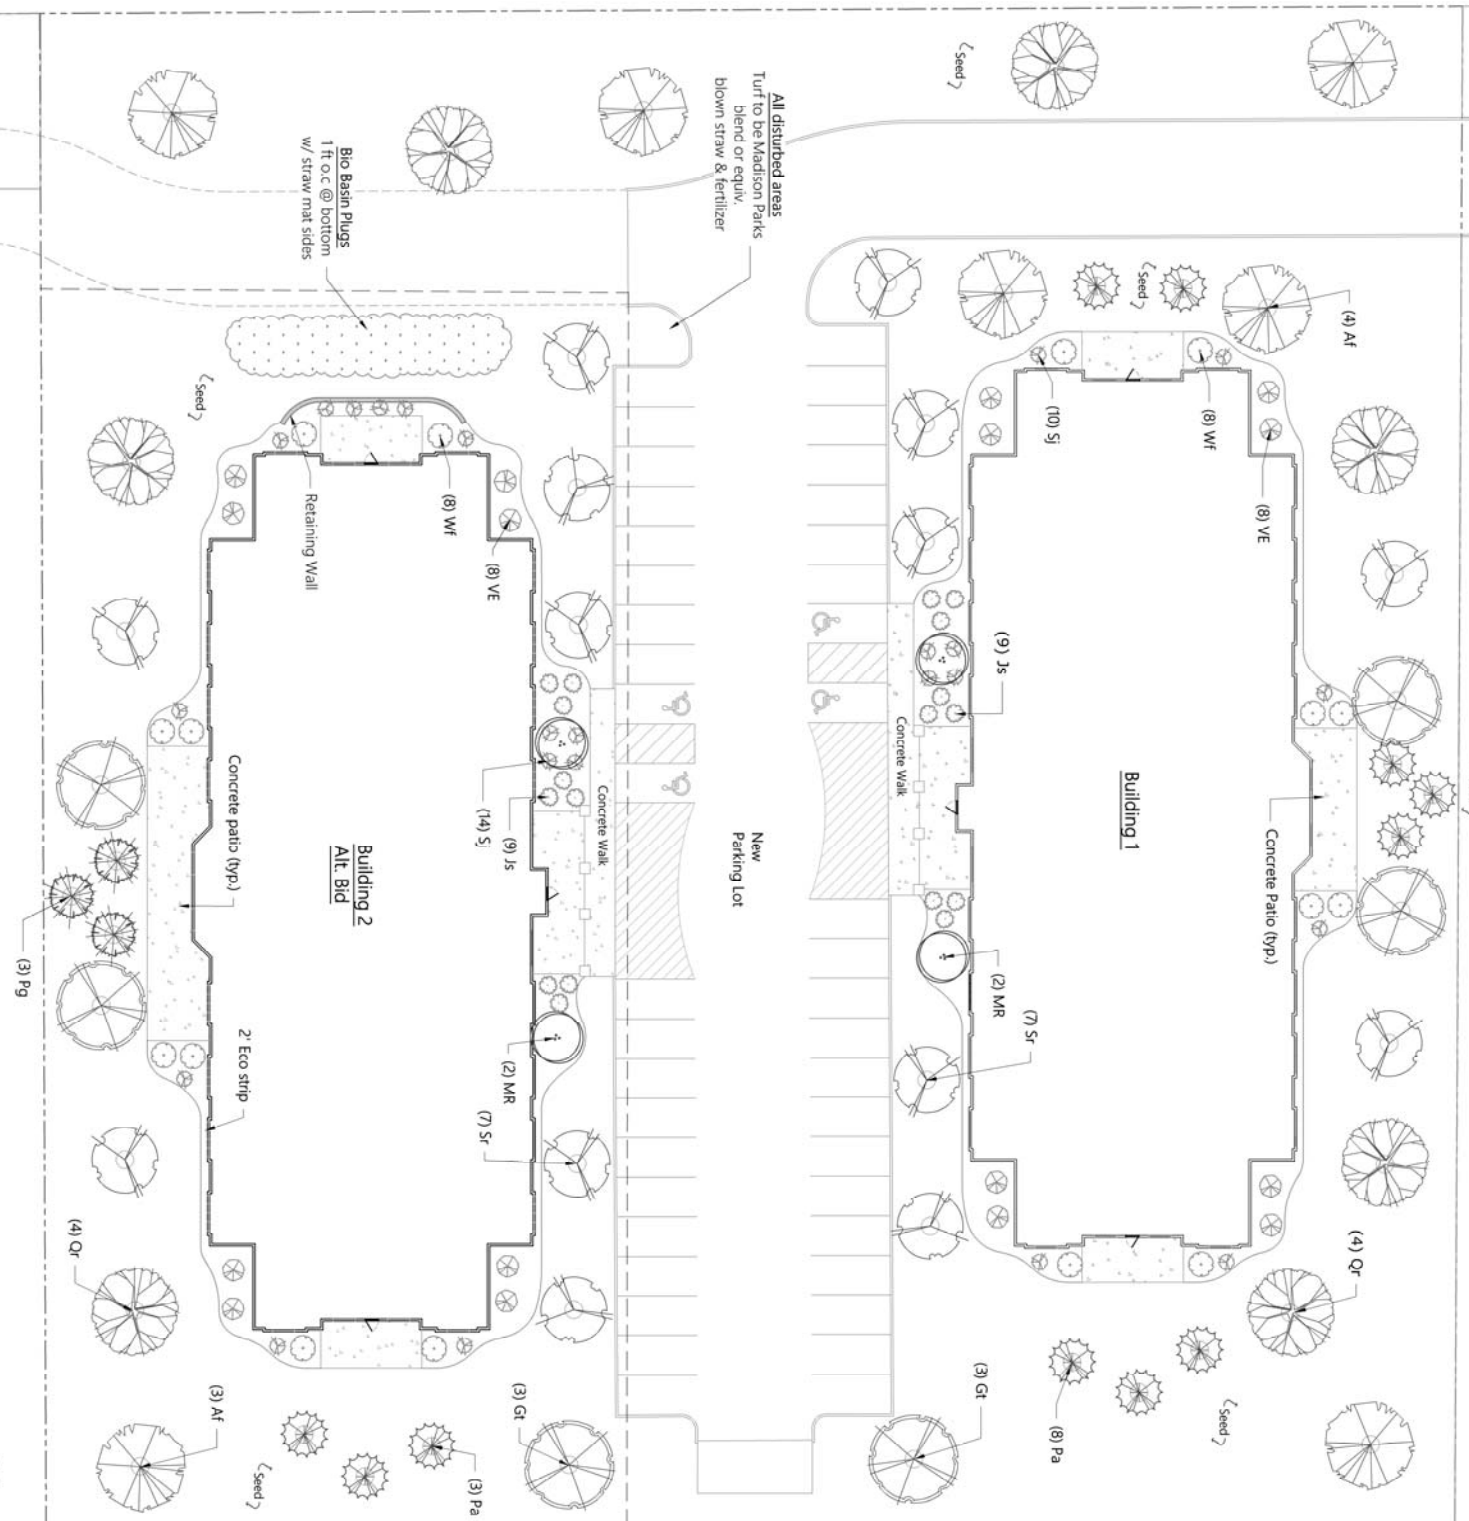 All disturbed areas
Turf to be Madison Parks
blend or equiv.
blown straw & fertilizer
Seed
Bio Basin Plugs
1 ft o.c @ bottom
w/ straw mat sides
Seed
(4) Af
(8) Wf
(10) Sj
(8) VE
Seed
(8) Wf
(8) VE
Retaining Wall
(9) Js
Concrete Walk
Building 1
Concrete Patio (typ.)
(2) MR
(7) Sr
(4) Qr
(8) Pa
Seed
(3) Gt
New
Parking Lot
Concrete Walk
(14) Sj
(9) Js
Building 2
Alt. Bid
Concrete patio (typ.)
(3) Pg
2' Eco strip
(2) MR
(7) Sr
(4) Qr
(3) Af
(3) Gt
(3) Pa
Seed